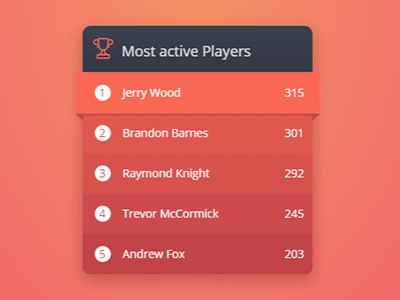 Most active Players
1 Jerry Wood 315
2 Brandon Barnes 301
3 Raymond Knight 292
4 Trevor McCormick 245
5 Andrew Fox 203